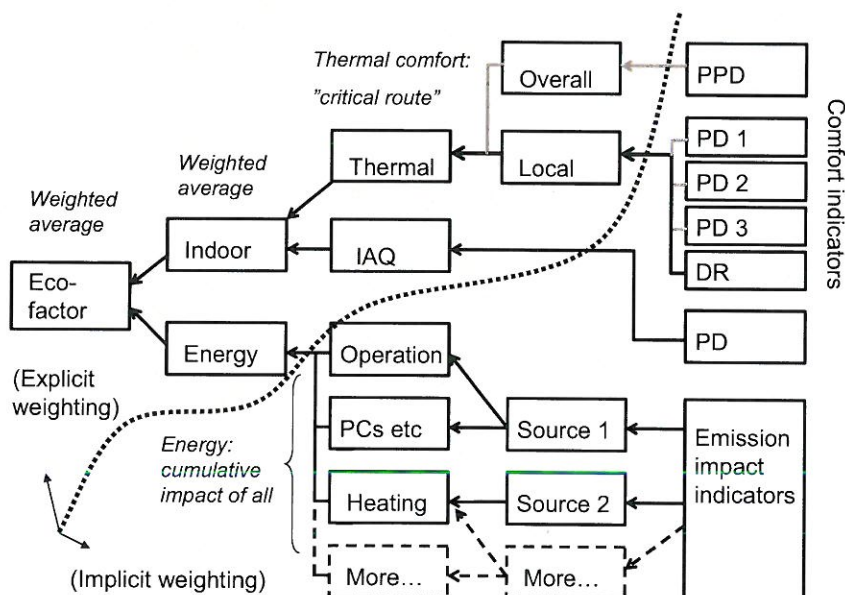 Thermal comfort:
"critical route"
Overall
PPD
Comfort indicators
PD 1
PD 2
PD 3
DR
PD
Weighted
average
Thermal
Local
Weighted
average
Indoor
IAQ
Eco-
factor
Energy
Operation
(Explicit
weighting)
PCs etc
Source 1
Emission
impact
indicators
Energy:
cumulative
impact of all
Heating
Source 2
(Implicit weighting)
More...
More...